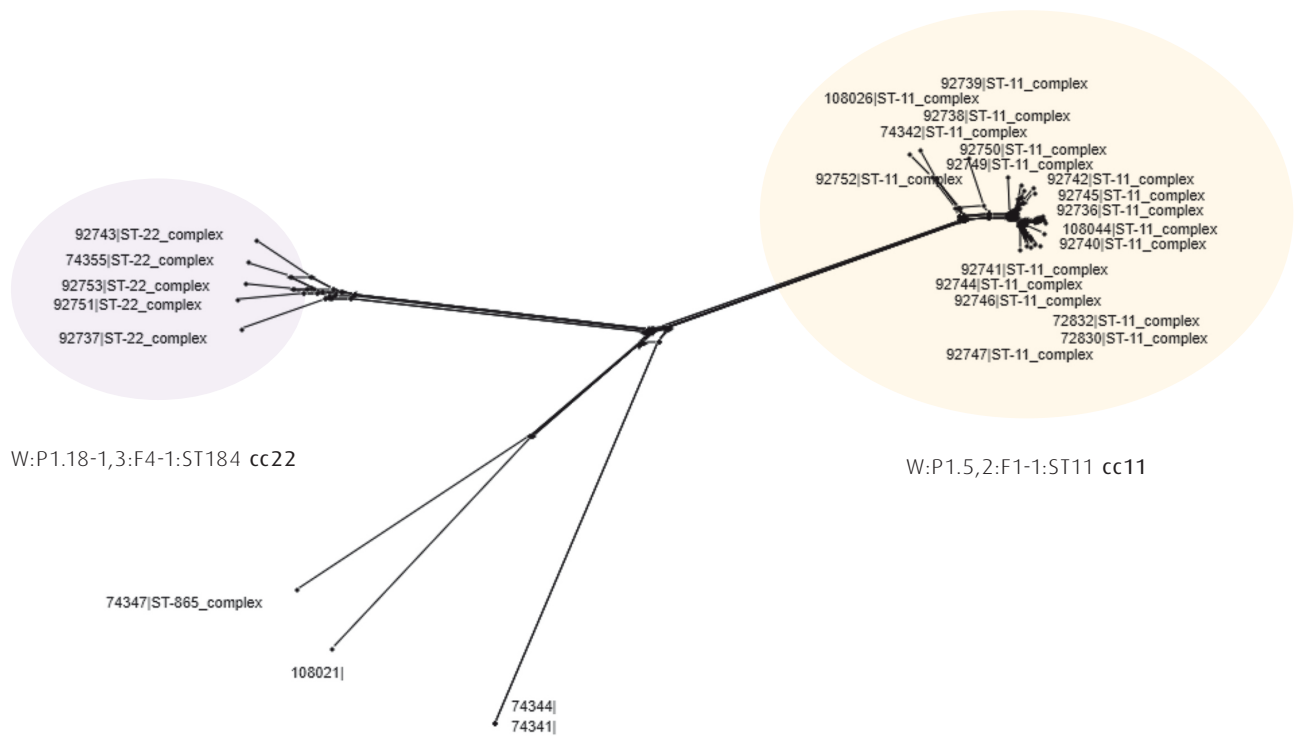 92739|ST-11_complex
108026|ST-11_complex
92738|ST-11_complex
74342|ST-11_complex
92750|ST-11_complex
92749|ST-11_complex
92752|ST-11_complex
92742|ST-11_complex
92745|ST-11_complex
92736|ST-11_complex
108044|ST-11_complex
92740|ST-11_complex
92741|ST-11_complex
92744|ST-11_complex
92746|ST-11_complex
72832|ST-11_complex
72830|ST-11_complex
92747|ST-11_complex
92743|ST-22_complex
74355|ST-22_complex
92753|ST-22_complex
92751|ST-22_complex
92737|ST-22_complex
W:P1.18-1,3:F4-1:ST184 cc22
W:P1.5,2:F1-1:ST11 cc11
74347|ST-865_complex
108021|
74344|
74341|